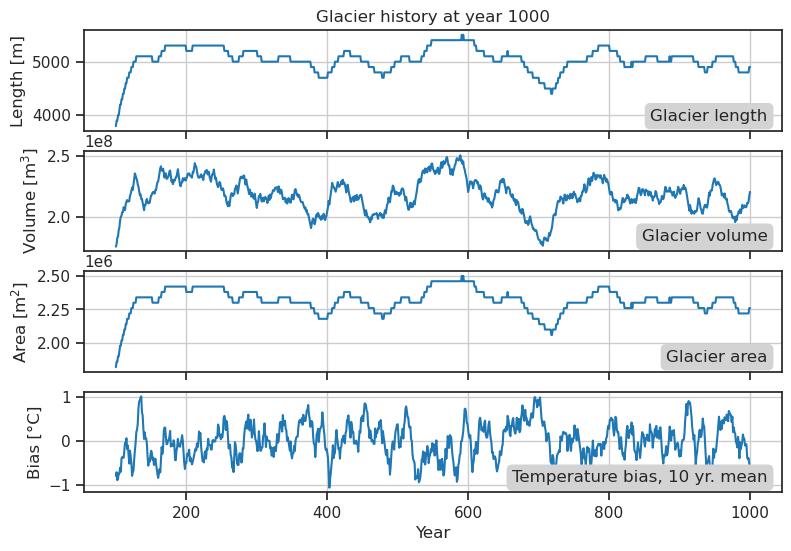 Glacier history at year 1000
5000
4000
Length [m]
Glacier length
1e8
2.5
2.0
Volume [m³]
Glacier volume
1e6
2.50
2.25
2.00
Area [m²]
Glacier area
1
0
−1
Bias [°C]
Temperature bias, 10 yr. mean
200 400 600 800 1000
Year